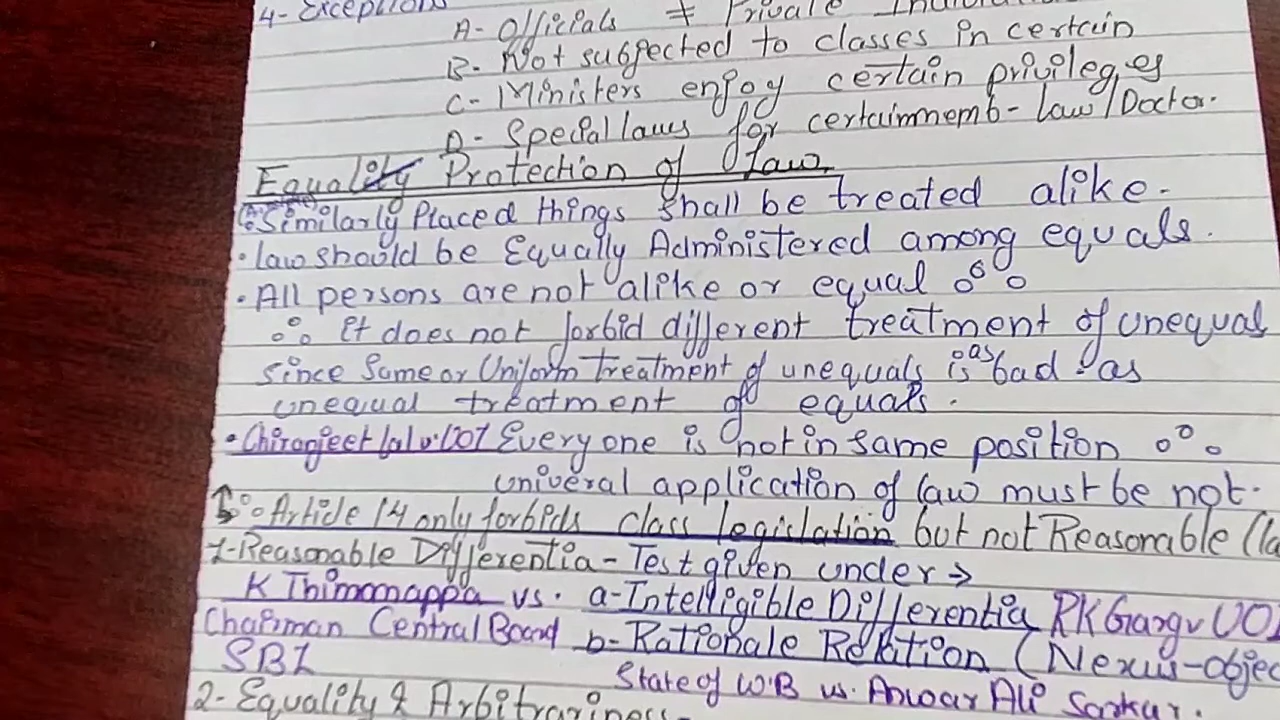 4- Exceptions
A- Officials ≠ Private
B- Not subjected to classes in certain
C- Ministers enjoy certain privileges
D- Special laws for certain memb- law/Doctor.
Equality Protection of law
Similarly Placed things shall be treated alike.
• law should be Equally Administered among equals.
• All persons are not alike or equal ∴
∴ it does not forbid different treatment of unequal
since Same or Uniform treatment of unequals is as bad as
unequal treatment of equals.
• Chiranjeet lal v. UOI Everyone is not in same position ∴
univeral application of law must be not.
Article 14 only forbids class legislation but not Reasonable
1- Reasonable Differentia - Test given under →
K Thimmappa vs. a- Intelligible Differentia RK Garg v UOI
Chairman Central Board b- Rationale Relation (Nexus-objec
SBI State of W.B vs. Anwar Ali Sarkar.
2- Equality & Arbitrariness-